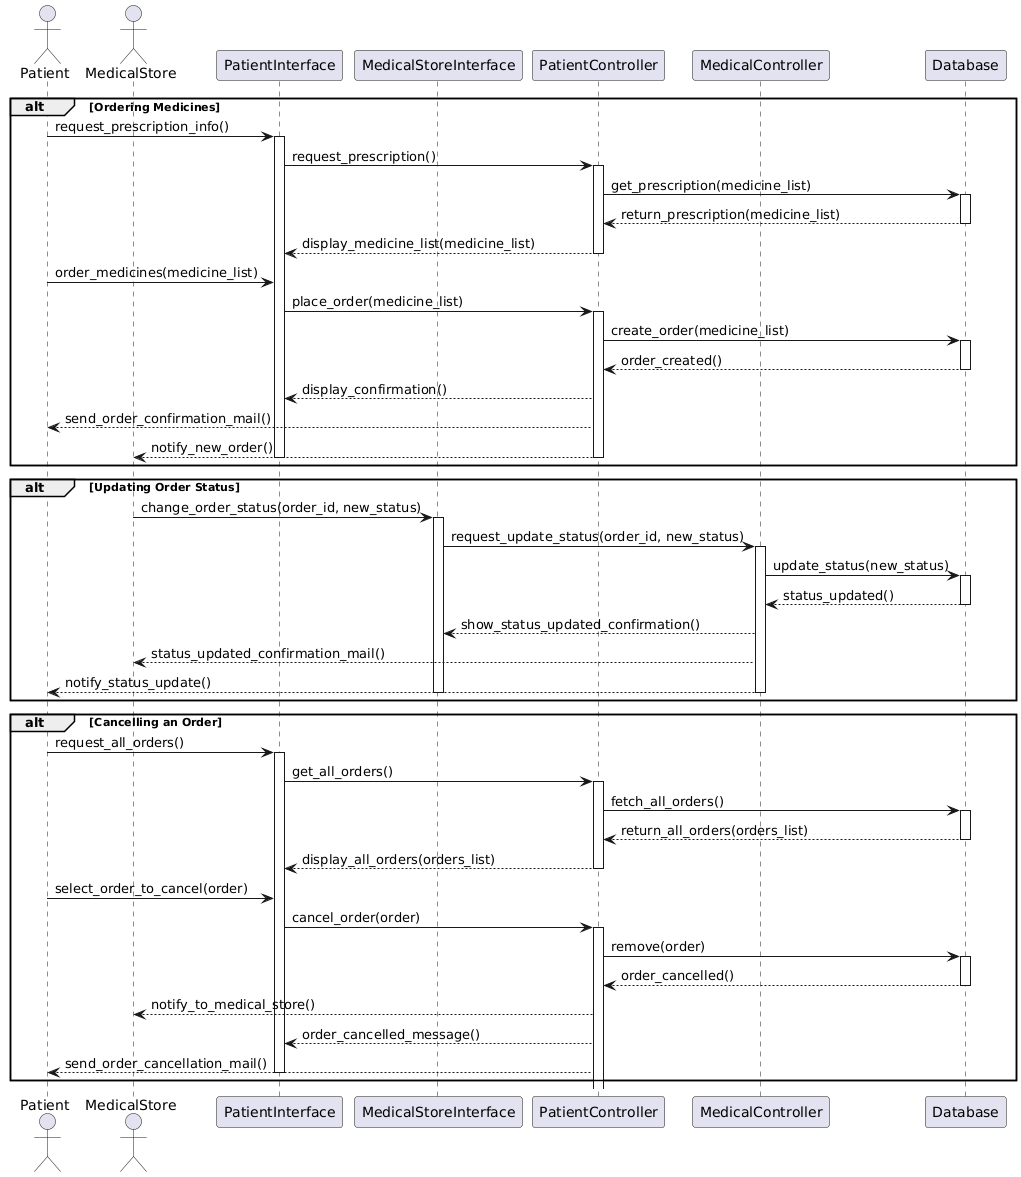 Patient
MedicalStore
PatientInterface
MedicalStoreInterface
PatientController
MedicalController
Database
alt [Ordering Medicines]
request_prescription_info()
request_prescription()
get_prescription(medicine_list)
return_prescription(medicine_list)
display_medicine_list(medicine_list)
order_medicines(medicine_list)
place_order(medicine_list)
create_order(medicine_list)
order_created()
display_confirmation()
send_order_confirmation_mail()
notify_new_order()
alt [Updating Order Status]
change_order_status(order_id, new_status)
request_update_status(order_id, new_status)
update_status(new_status)
status_updated()
show_status_updated_confirmation()
status_updated_confirmation_mail()
notify_status_update()
alt [Cancelling an Order]
request_all_orders()
get_all_orders()
fetch_all_orders()
return_all_orders(orders_list)
display_all_orders(orders_list)
select_order_to_cancel(order)
cancel_order(order)
remove(order)
order_cancelled()
notify_to_medical_store()
order_cancelled_message()
send_order_cancellation_mail()
Patient
MedicalStore
PatientInterface
MedicalStoreInterface
PatientController
MedicalController
Database